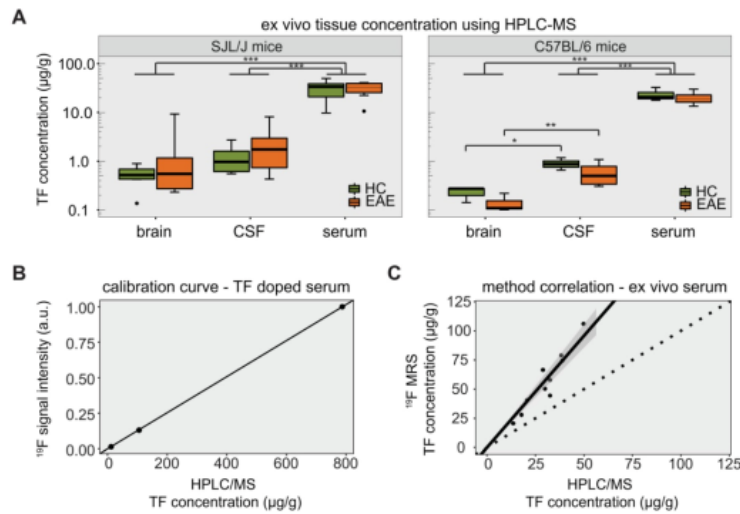 A
ex vivo tissue concentration using HPLC-MS
SJL/J mice
C57BL/6 mice
TF concentration (µg/g)
100.0
10.0
1.0
0.1
***
***
***
***
**
*
HC
EAE
HC
EAE
brain
CSF
serum
brain
CSF
serum
B
calibration curve - TF doped serum
¹⁹F signal intensity (a.u.)
1.00
0.75
0.50
0.25
0.00
0
200
400
600
800
HPLC/MS
TF concentration (µg/g)
C
method correlation - ex vivo serum
¹⁹F MRS
TF concentration (µg/g)
125
100
75
50
25
0
0
25
50
75
100
125
HPLC/MS
TF concentration (µg/g)